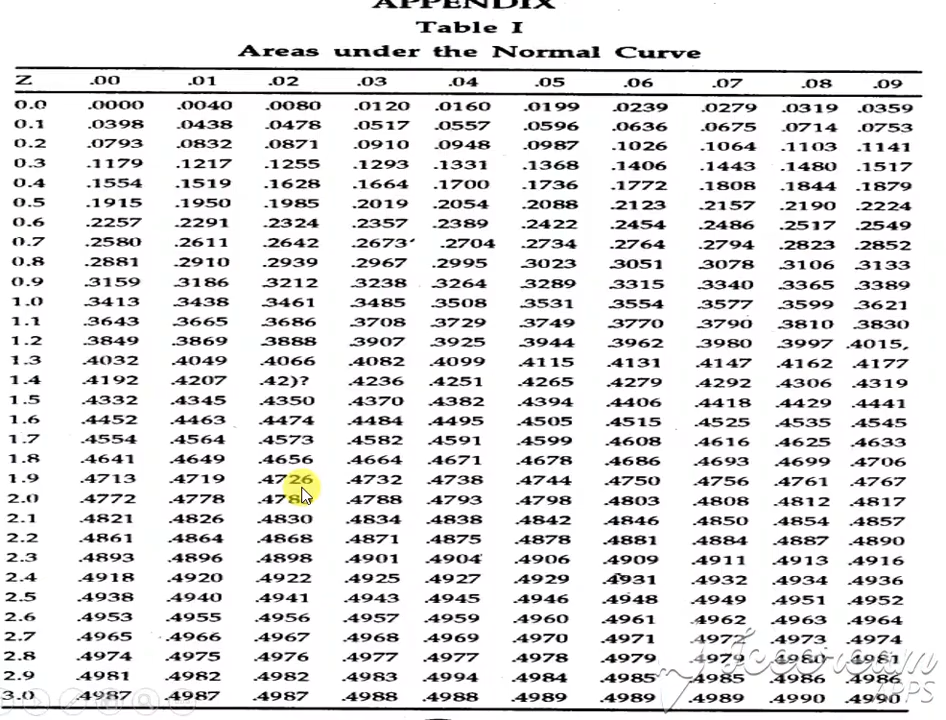 APPENDIX
Table I
Areas under the Normal Curve
Z .00 .01 .02 .03 .04 .05 .06 .07 .08 .09
0.0 .0000 .0040 .0080 .0120 .0160 .0199 .0239 .0279 .0319 .0359
0.1 .0398 .0438 .0478 .0517 .0557 .0596 .0636 .0675 .0714 .0753
0.2 .0793 .0832 .0871 .0910 .0948 .0987 .1026 .1064 .1103 .1141
0.3 .1179 .1217 .1255 .1293 .1331 .1368 .1406 .1443 .1480 .1517
0.4 .1554 .1519 .1628 .1664 .1700 .1736 .1772 .1808 .1844 .1879
0.5 .1915 .1950 .1985 .2019 .2054 .2088 .2123 .2157 .2190 .2224
0.6 .2257 .2291 .2324 .2357 .2389 .2422 .2454 .2486 .2517 .2549
0.7 .2580 .2611 .2642 .2673 .2704 .2734 .2764 .2794 .2823 .2852
0.8 .2881 .2910 .2939 .2967 .2995 .3023 .3051 .3078 .3106 .3133
0.9 .3159 .3186 .3212 .3238 .3264 .3289 .3315 .3340 .3365 .3389
1.0 .3413 .3438 .3461 .3485 .3508 .3531 .3554 .3577 .3599 .3621
1.1 .3643 .3665 .3686 .3708 .3729 .3749 .3770 .3790 .3810 .3830
1.2 .3849 .3869 .3888 .3907 .3925 .3944 .3962 .3980 .3997 .4015,
1.3 .4032 .4049 .4066 .4082 .4099 .4115 .4131 .4147 .4162 .4177
1.4 .4192 .4207 .42)? .4236 .4251 .4265 .4279 .4292 .4306 .4319
1.5 .4332 .4345 .4350 .4370 .4382 .4394 .4406 .4418 .4429 .4441
1.6 .4452 .4463 .4474 .4484 .4495 .4505 .4515 .4525 .4535 .4545
1.7 .4554 .4564 .4573 .4582 .4591 .4599 .4608 .4616 .4625 .4633
1.8 .4641 .4649 .4656 .4664 .4671 .4678 .4686 .4693 .4699 .4706
1.9 .4713 .4719 .4726 .4732 .4738 .4744 .4750 .4756 .4761 .4767
2.0 .4772 .4778 .4788 .4793 .4798 .4803 .4808 .4812 .4817
2.1 .4821 .4826 .4830 .4834 .4838 .4842 .4846 .4850 .4854 .4857
2.2 .4861 .4864 .4868 .4871 .4875 .4878 .4881 .4884 .4887 .4890
2.3 .4893 .4896 .4898 .4901 .4904 .4906 .4909 .4911 .4913 .4916
2.4 .4918 .4920 .4922 .4925 .4927 .4929 .4931 .4932 .4934 .4936
2.5 .4938 .4940 .4941 .4943 .4945 .4946 .4948 .4949 .4951 .4952
2.6 .4953 .4955 .4956 .4957 .4959 .4960 .4961 .4962 .4963 .4964
2.7 .4965 .4966 .4967 .4968 .4969 .4970 .4971 .4972 .4973 .4974
2.8 .4974 .4975 .4976 .4977 .4977 .4978 .4979 .4979 .4980 .4981
2.9 .4981 .4982 .4982 .4983 .4994 .4984 .4985 .4985 .4986 .4986
3.0 .4987 .4987 .4987 .4988 .4988 .4989 .4989 .4989 .4990 .4990
Icecream
APPS